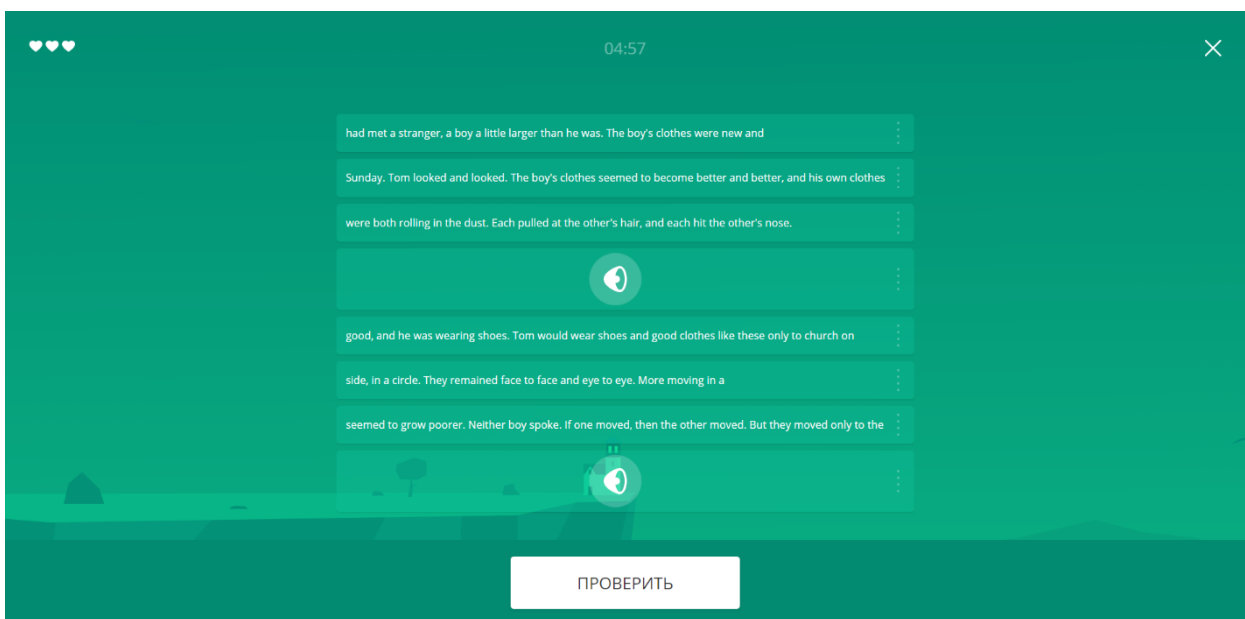 04:57
had met a stranger, a boy a little larger than he was. The boy's clothes were new and
Sunday. Tom looked and looked. The boy's clothes seemed to become better and better, and his own clothes
were both rolling in the dust. Each pulled at the other's hair, and each hit the other's nose.
good, and he was wearing shoes. Tom would wear shoes and good clothes like these only to church on
side, in a circle. They remained face to face and eye to eye. More moving in a
seemed to grow poorer. Neither boy spoke. If one moved, then the other moved. But they moved only to the
ПРОВЕРИТЬ